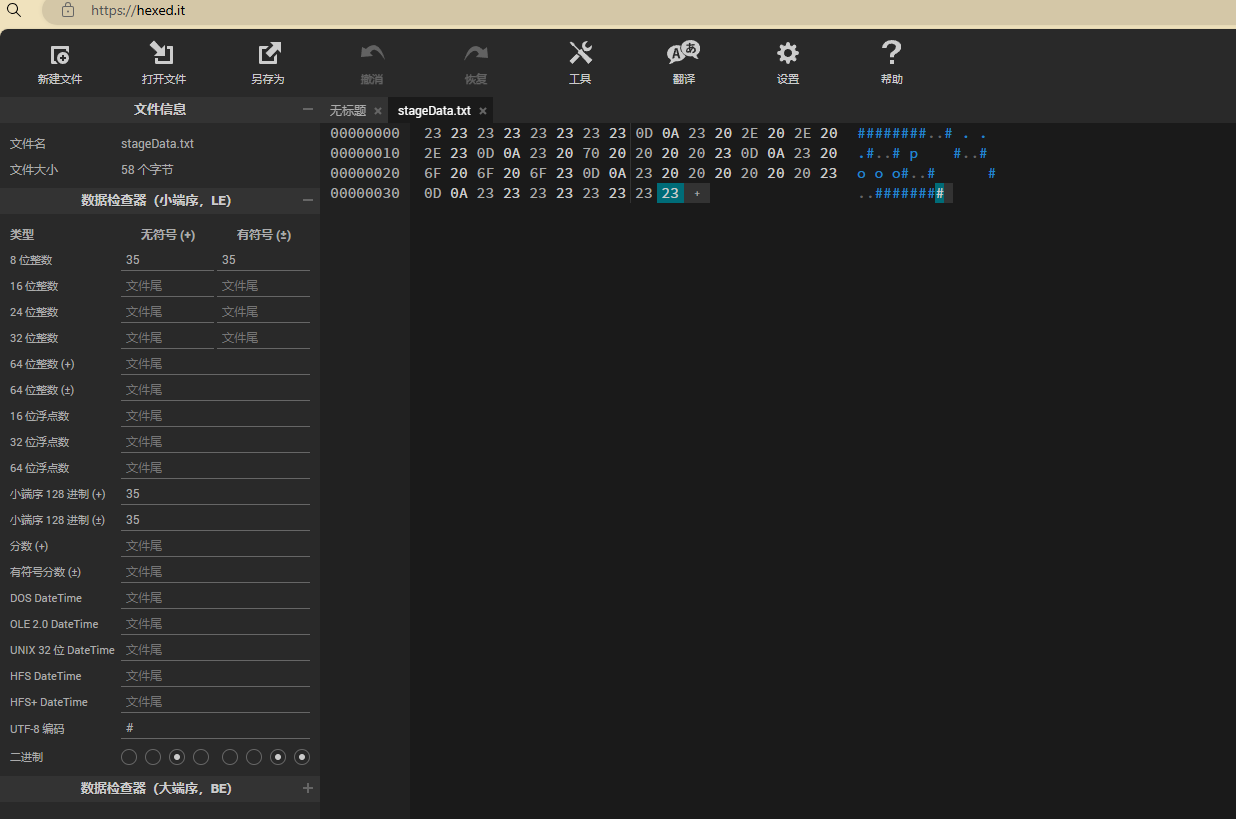 https://hexed.it
新建文件 打开文件 另存为 撤消 恢复 工具 翻译 设置 帮助
文件信息
文件名 stageData.txt
文件大小 58 个字节
数据检查器（小端序，LE）
类型 无符号 (+) 有符号 (±)
8 位整数 35 35
16 位整数 文件尾 文件尾
24 位整数 文件尾 文件尾
32 位整数 文件尾 文件尾
64 位整数 (+) 文件尾
64 位整数 (±) 文件尾
16 位浮点数 文件尾
32 位浮点数 文件尾
64 位浮点数 文件尾
小端序 128 进制 (+) 35
小端序 128 进制 (±) 35
分数 (+) 文件尾
有符号分数 (±) 文件尾
DOS DateTime 文件尾
OLE 2.0 DateTime 文件尾
UNIX 32 位 DateTime 文件尾
HFS DateTime 文件尾
HFS+ DateTime 文件尾
UTF-8 编码 #
二进制
数据检查器（大端序，BE）
无标题 × stageData.txt ×
00000000 23 23 23 23 23 23 23 23 0D 0A 23 20 2E 20 2E 20 ########..# . .
00000010 2E 23 0D 0A 23 20 70 20 20 20 20 23 0D 0A 23 20 .#..# p    #..#
00000020 6F 20 6F 20 6F 23 0D 0A 23 20 20 20 20 20 20 23 o o o#..#      #
00000030 0D 0A 23 23 23 23 23 23 23 23 + ..########